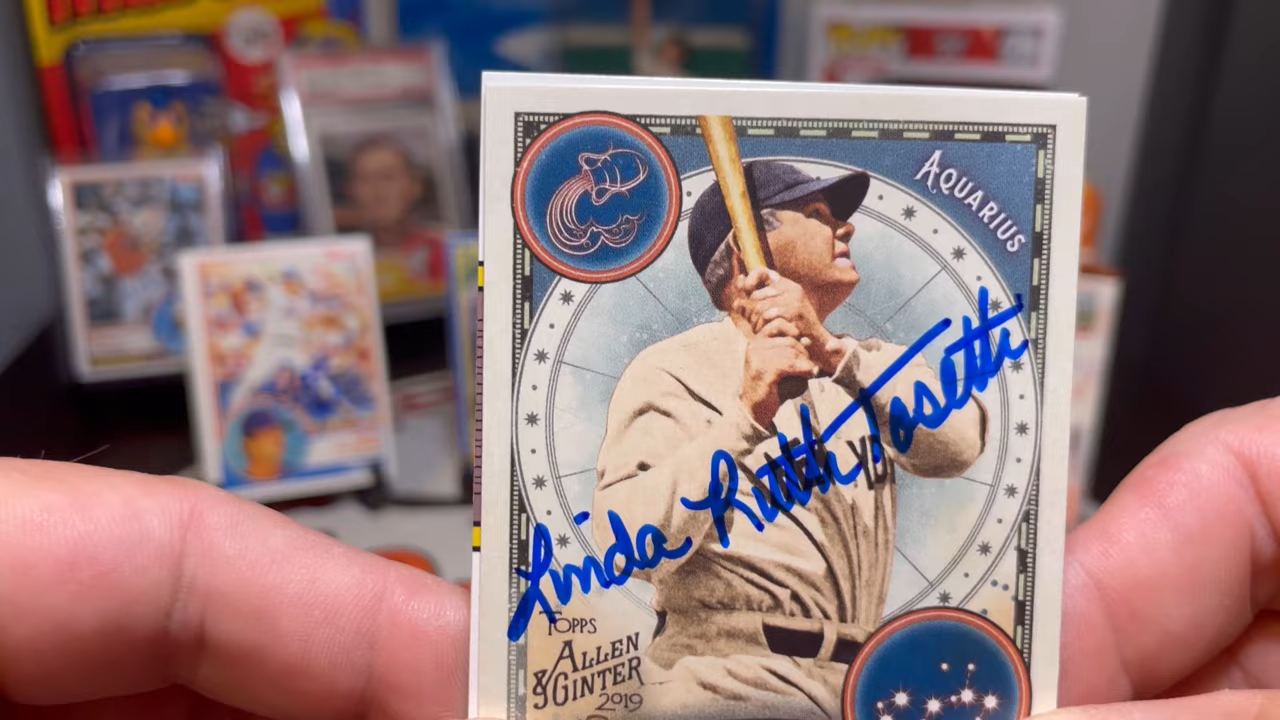 AQUARIUS
Linda Ruth Tosetti
TOPPS
ALLEN
& GINTER
2019